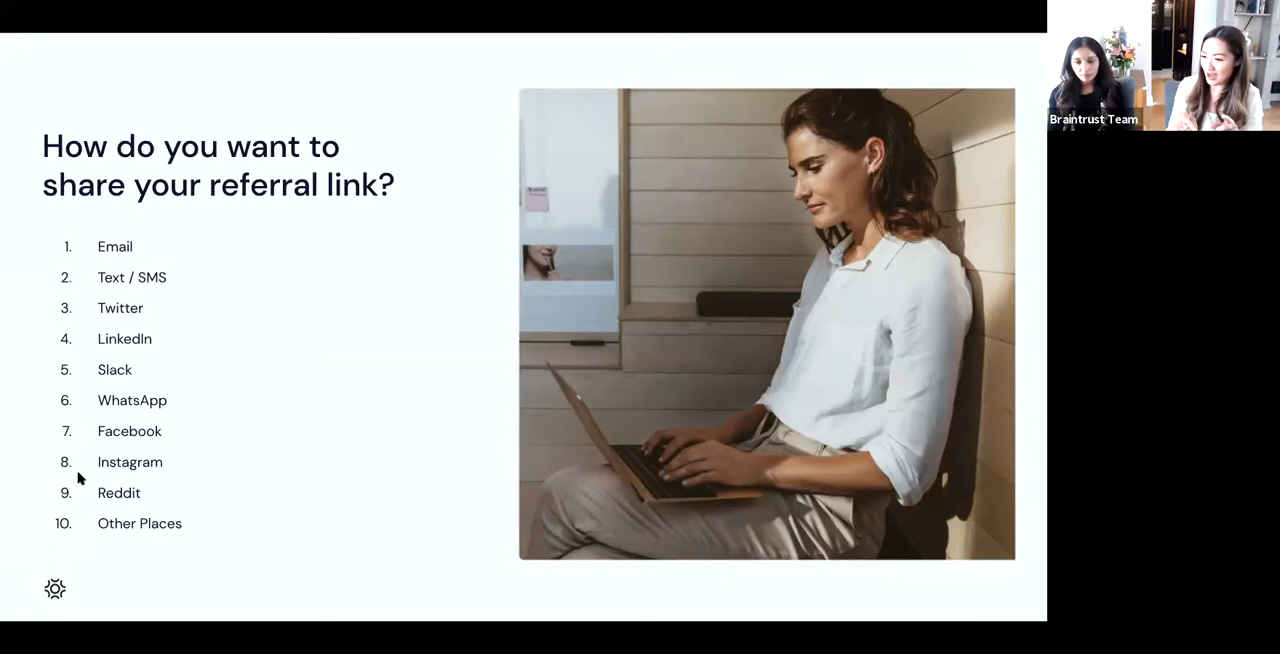 How do you want to
share your referral link?
1. Email
2. Text / SMS
3. Twitter
4. LinkedIn
5. Slack
6. WhatsApp
7. Facebook
8. Instagram
9. Reddit
10. Other Places
Braintrust Team